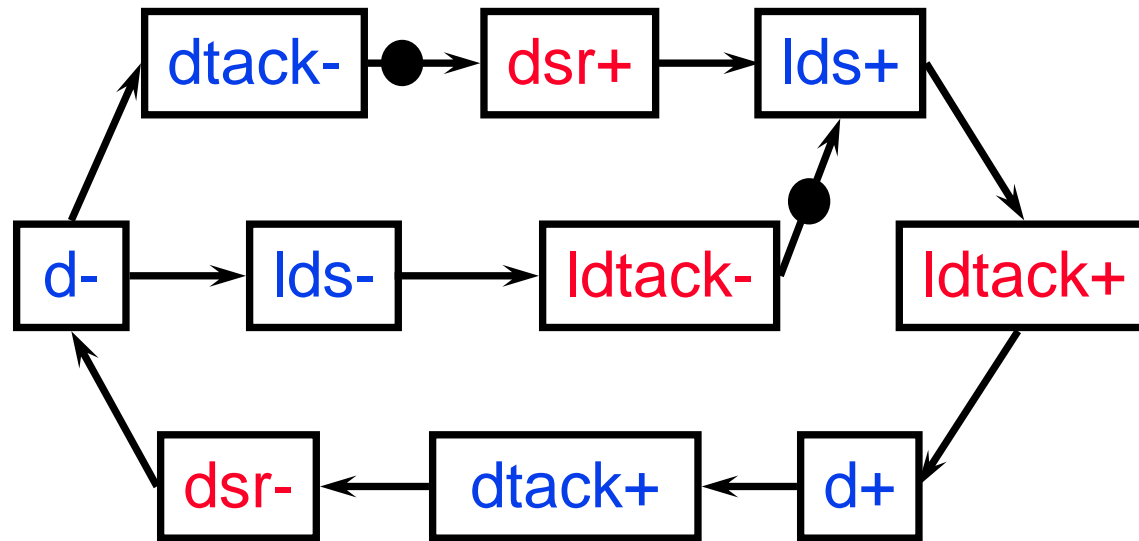 dtack-
dsr+
lds+
d-
lds-
ldtack-
ldtack+
dsr-
dtack+
d+